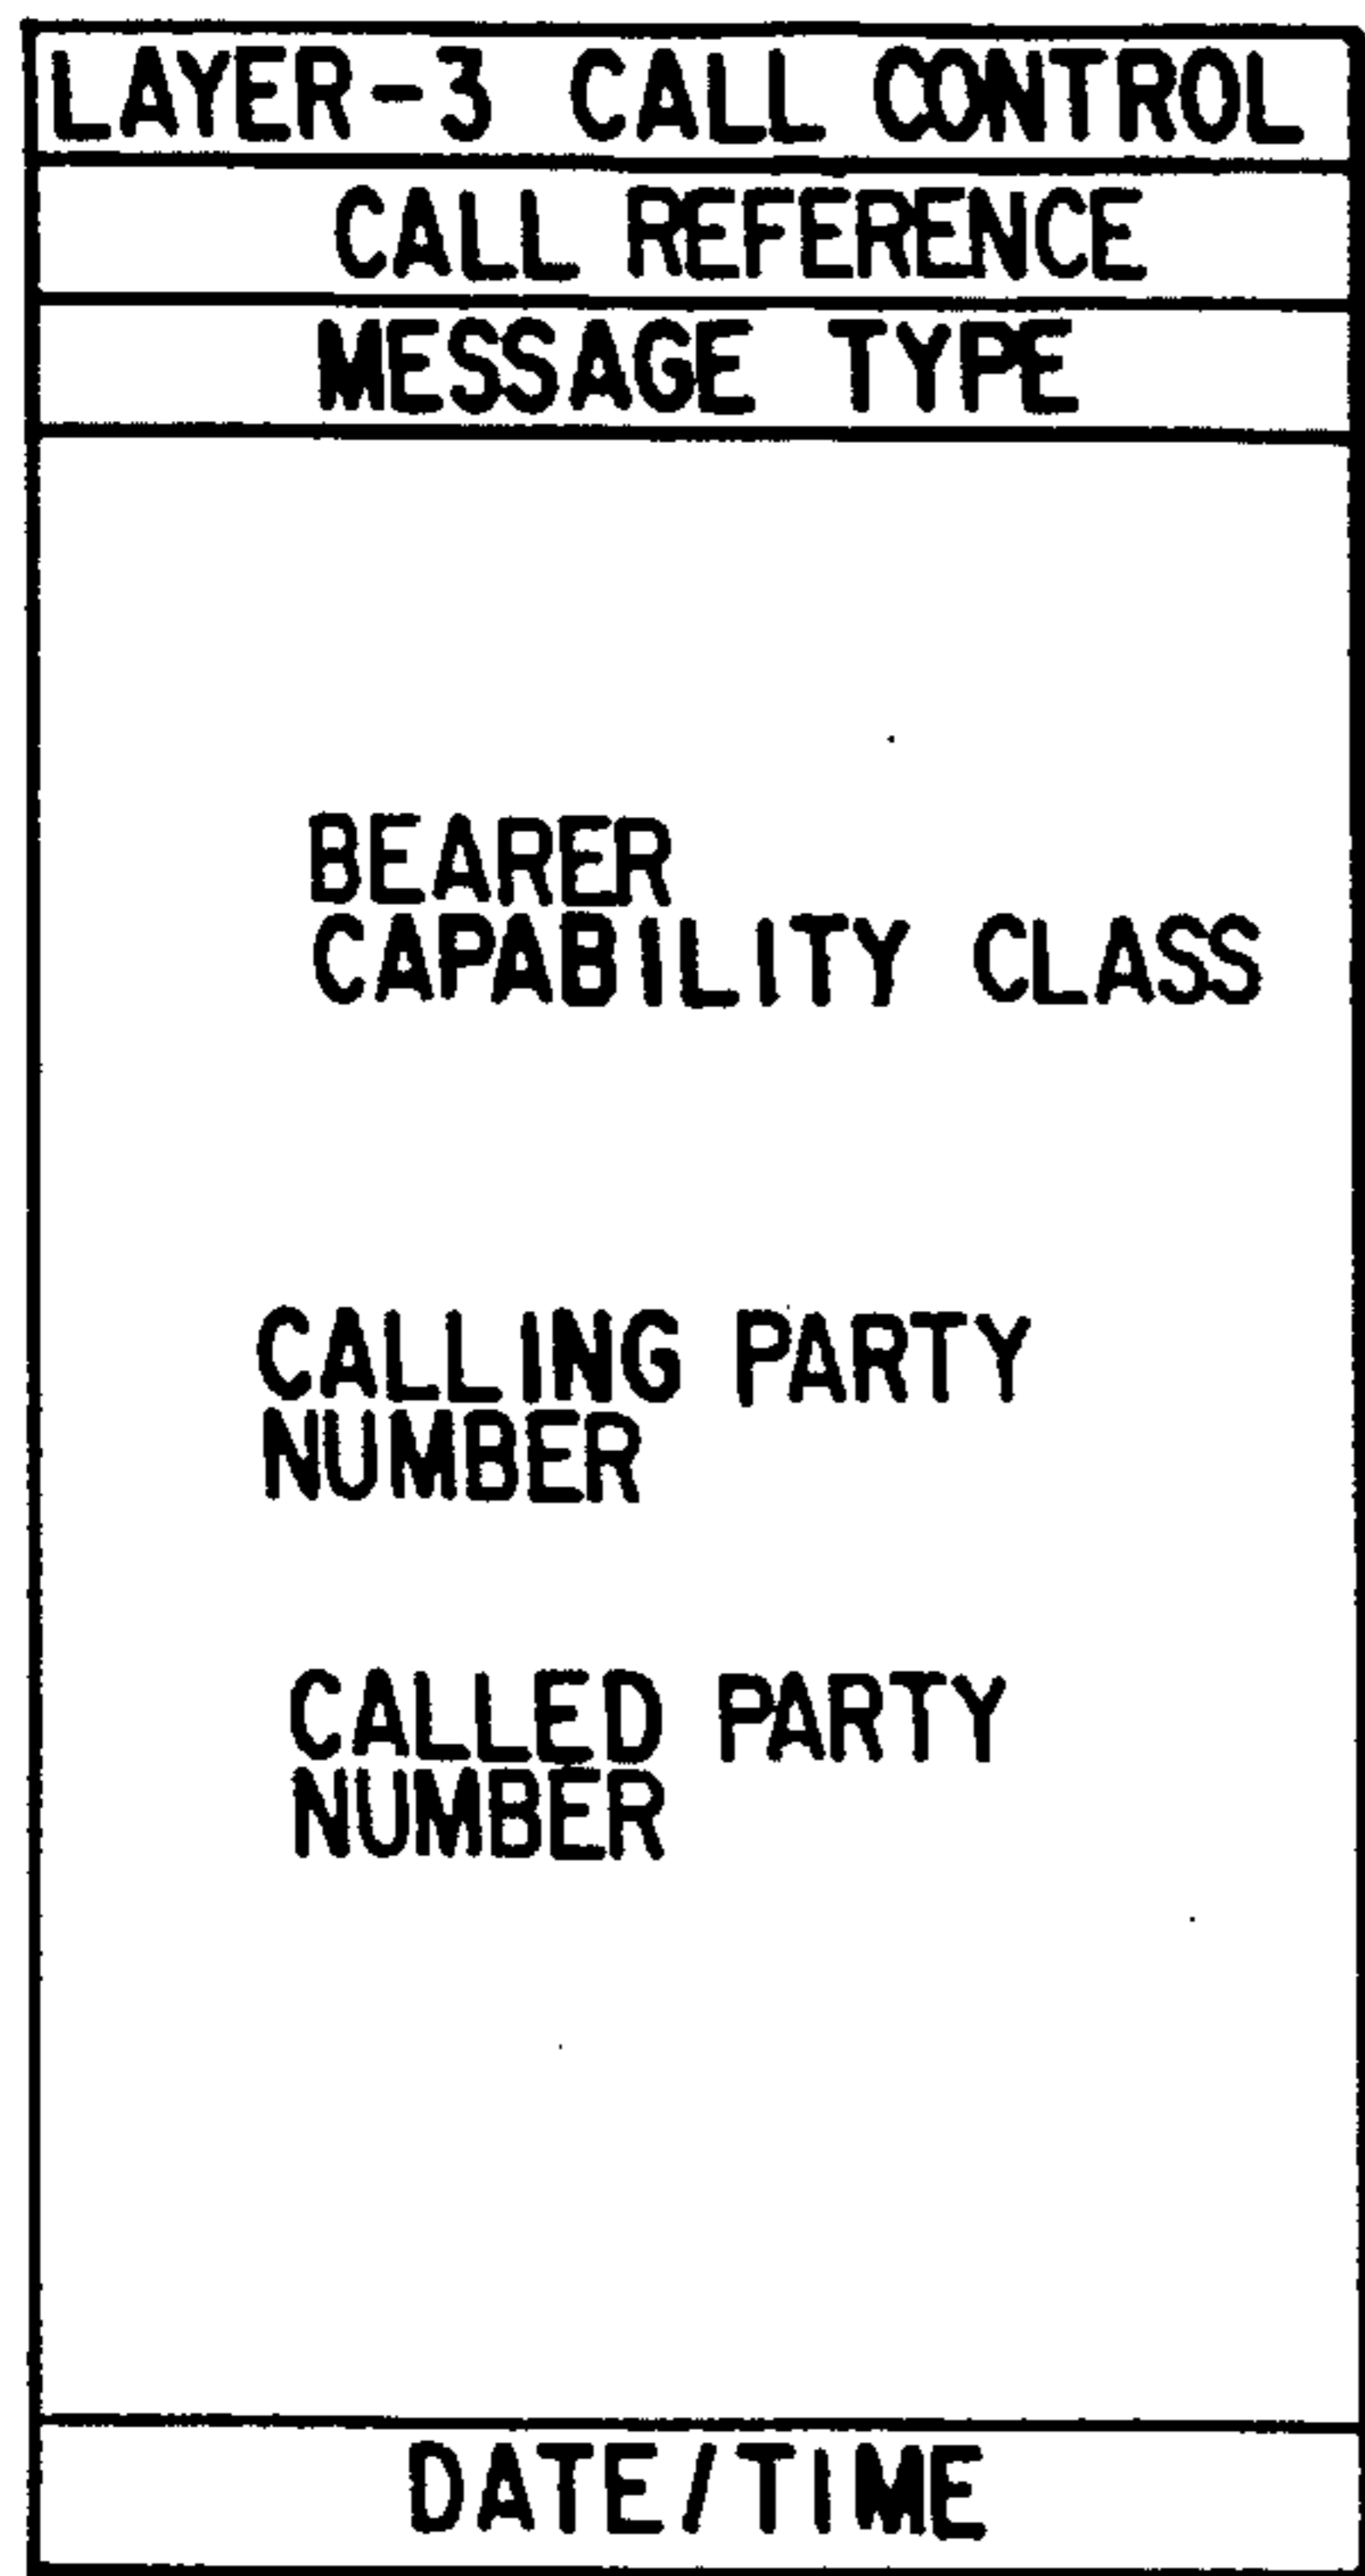 LAYER-3 CALL CONTROL
CALL REFERENCE
MESSAGE TYPE
BEARER
CAPABILITY CLASS
CALLING PARTY
NUMBER
CALLED PARTY
NUMBER
DATE/TIME